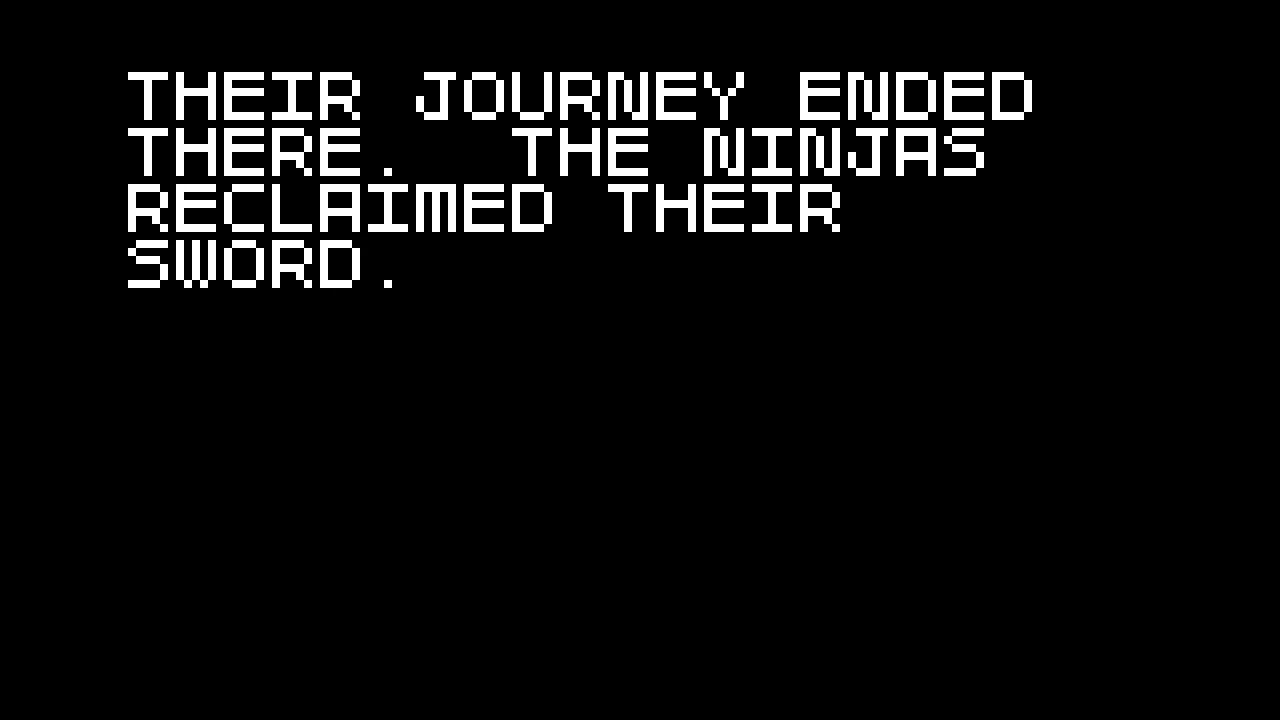 THEIR JOURNEY ENDED
THERE.  THE NINJAS
RECLAIMED THEIR
SWORD.